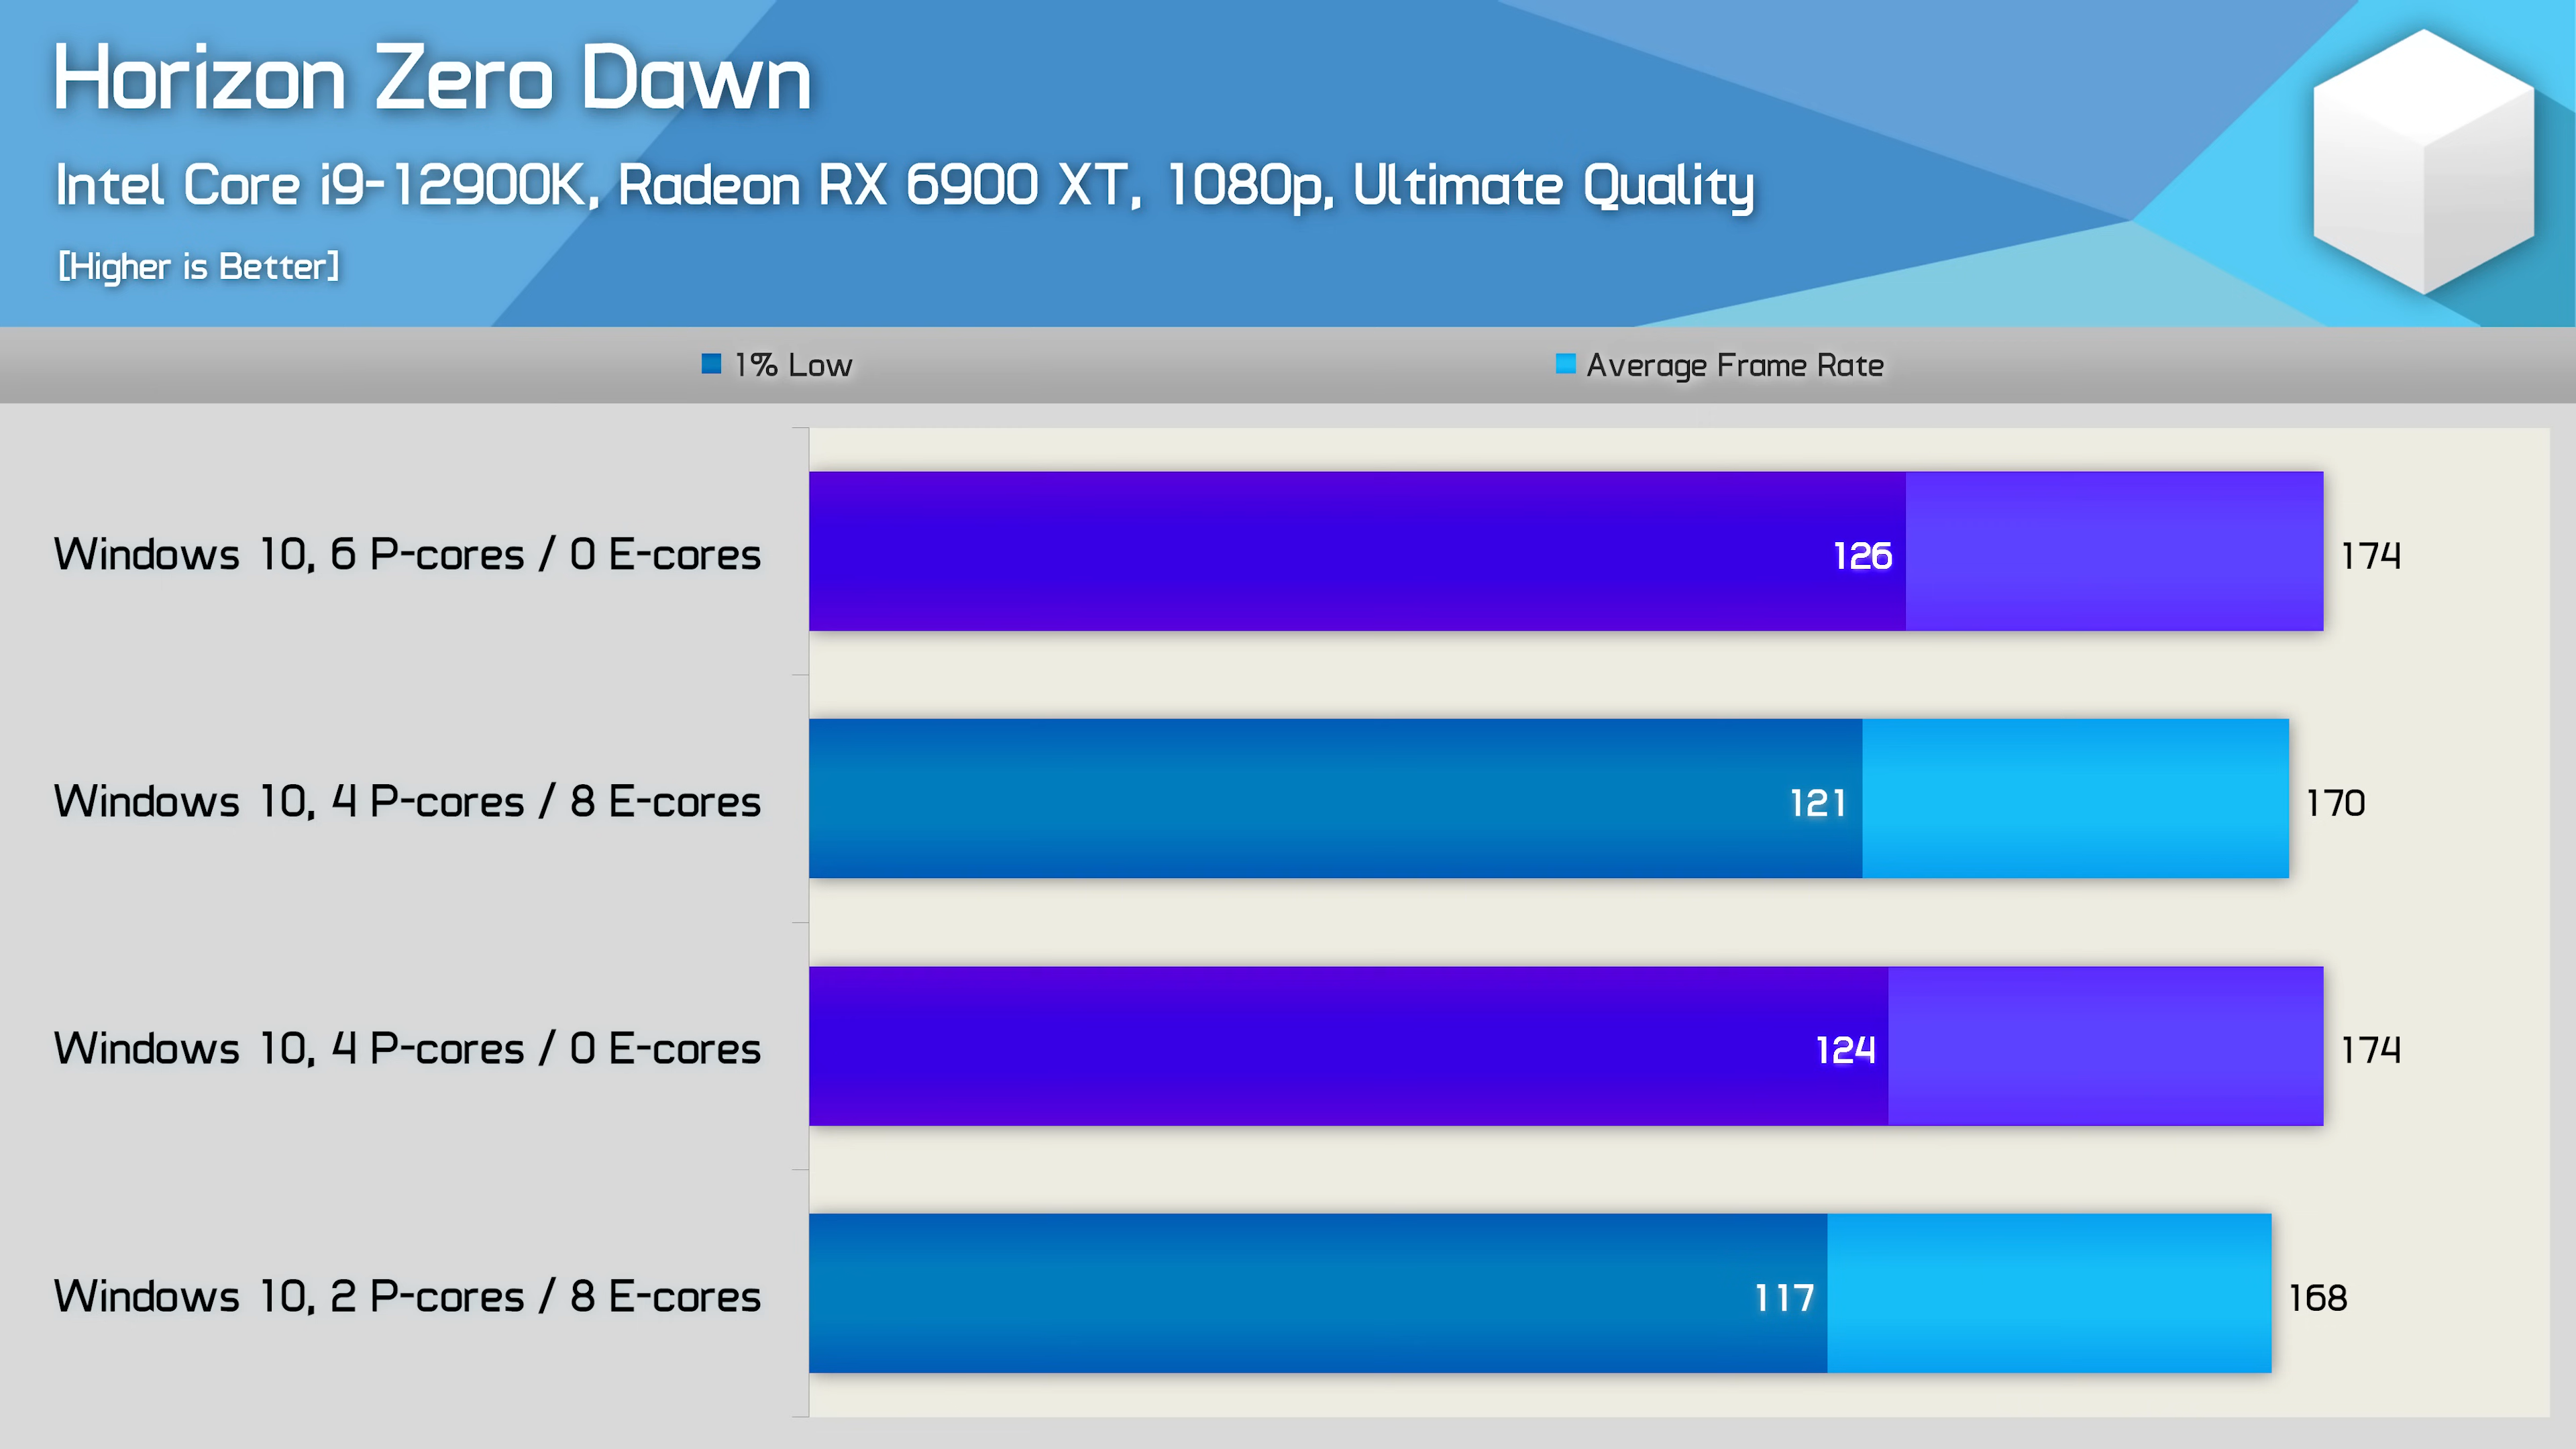 Horizon Zero Dawn
Intel Core i9-12900K, Radeon RX 6900 XT, 1080p, Ultimate Quality
[Higher is Better]
1% Low
Average Frame Rate
Windows 10, 6 P-cores / 0 E-cores
126
174
Windows 10, 4 P-cores / 8 E-cores
121
170
Windows 10, 4 P-cores / 0 E-cores
124
174
Windows 10, 2 P-cores / 8 E-cores
117
168